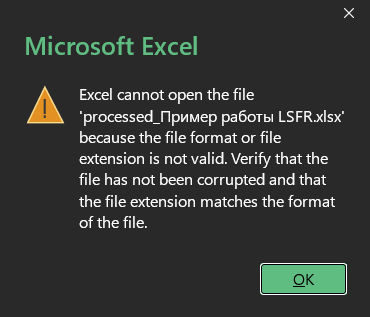 Microsoft Excel
Excel cannot open the file
'processed_Пример работы LSFR.xlsx'
because the file format or file
extension is not valid. Verify that the
file has not been corrupted and that
the file extension matches the format
of the file.
OK